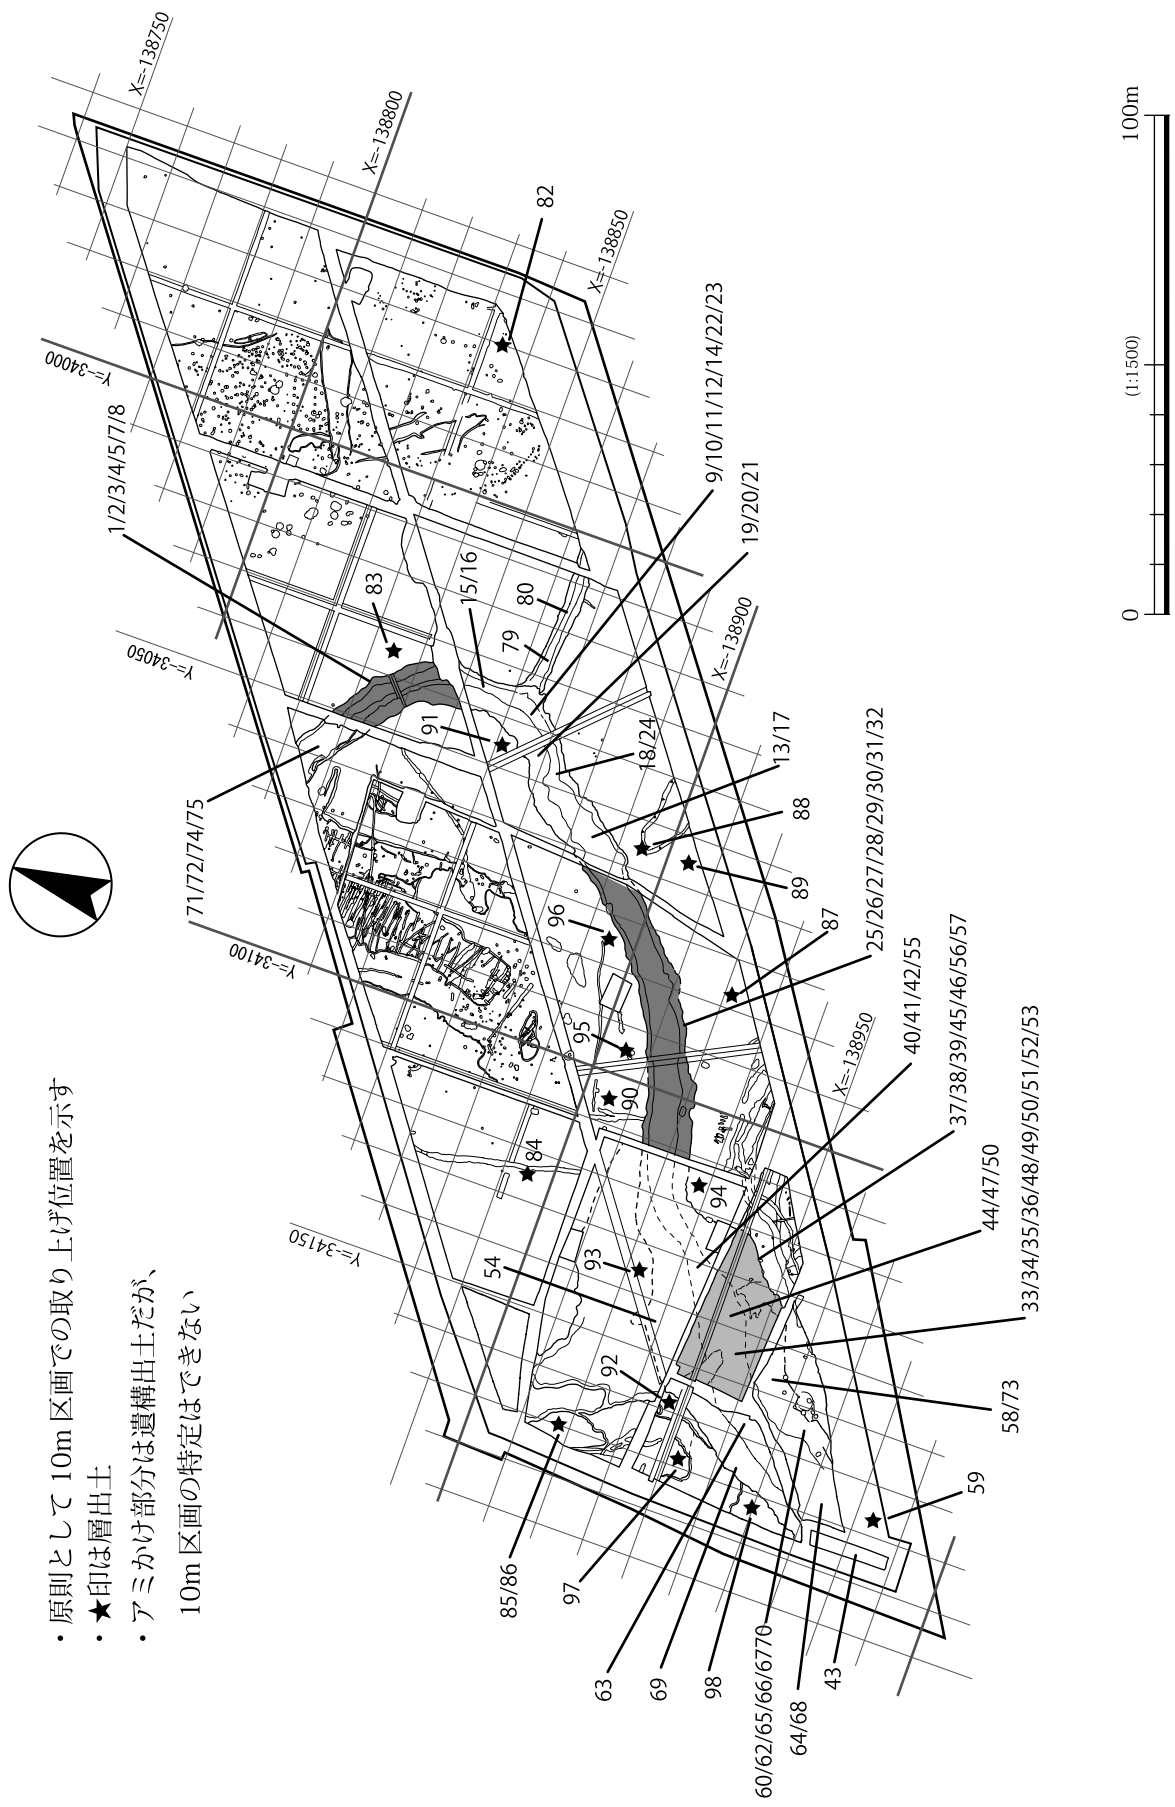 ・原則として 10m 区画での取り上げ位置を示す
・★印は層出土
・アミかけ部分は遺構出土だが、
10m 区画の特定はできない
X=-138750
X=-138800
X=-138850
X=-138900
X=-138950
Y=-34000
Y=-34050
Y=-34100
Y=-34150
82
1/2/3/4/5/7/8
9/10/11/12/14/22/23
19/20/21
83
15/16
80
79
91
18/24
13/17
71/72/74/75
88
89
87
25/26/27/28/29/30/31/32
96
95
90
84
94
93
54
92
40/41/42/55
37/38/39/45/46/56/57
44/47/50
33/34/35/36/48/49/50/51/52/53
58/73
59
85/86
97
63
69
98
60/62/65/66/6770
64/68
43
0
(1:1500)
100m